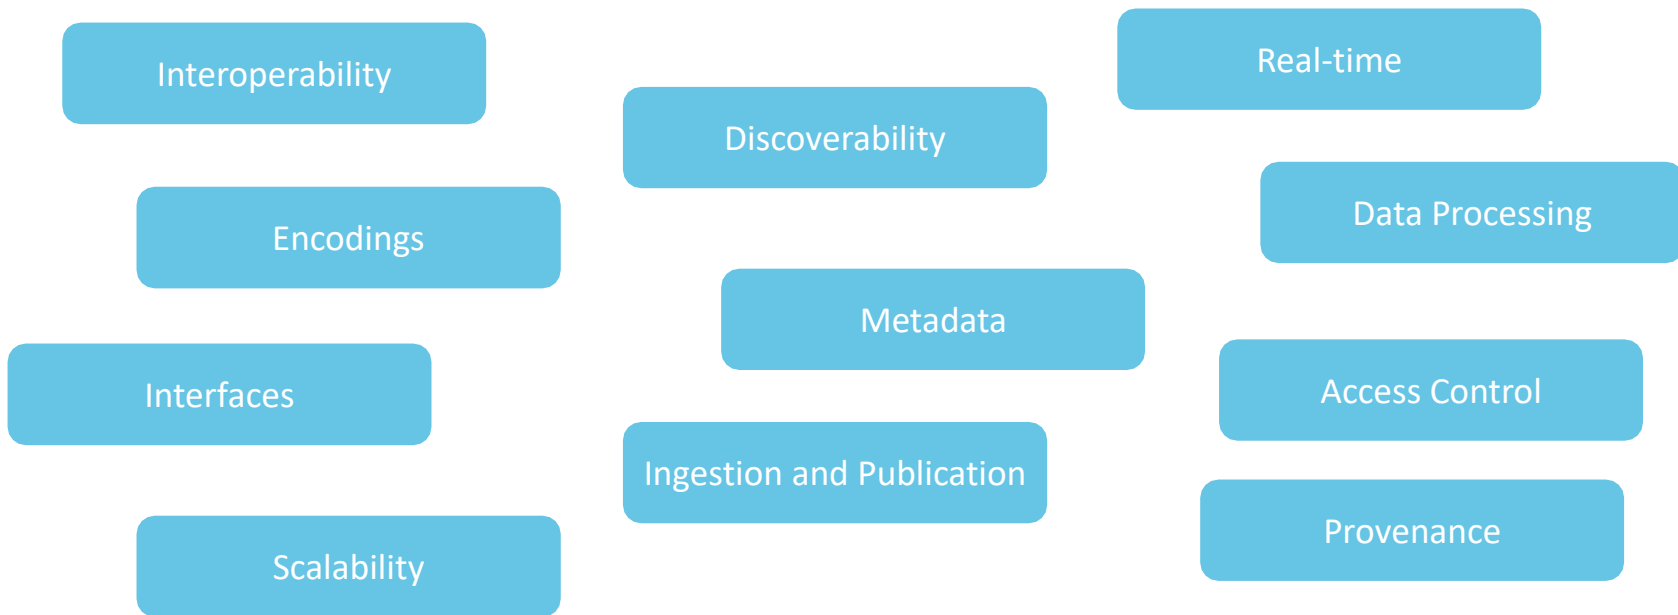 Interoperability
Real-time
Discoverability
Data Processing
Encodings
Metadata
Interfaces
Access Control
Ingestion and Publication
Provenance
Scalability